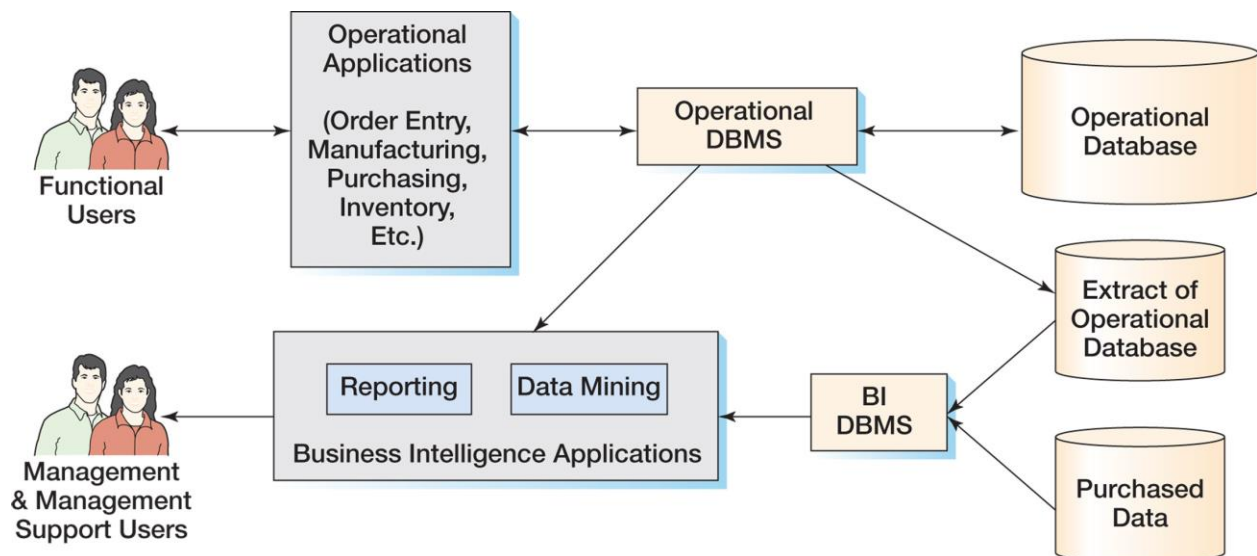 Operational
Applications
(Order Entry,
Manufacturing,
Purchasing,
Inventory,
Etc.)
Functional
Users
Operational
DBMS
Operational
Database
Extract of
Operational
Database
Reporting
Data Mining
Business Intelligence Applications
BI
DBMS
Management
& Management
Support Users
Purchased
Data